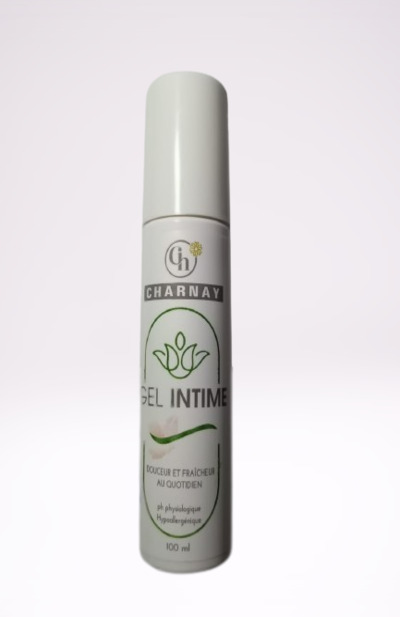 Ch
CHARNAY
GEL INTIME
DOUCEUR ET FRAÎCHEUR
AU QUOTIDIEN
ph physiologique
Hypoallergénique
100 ml